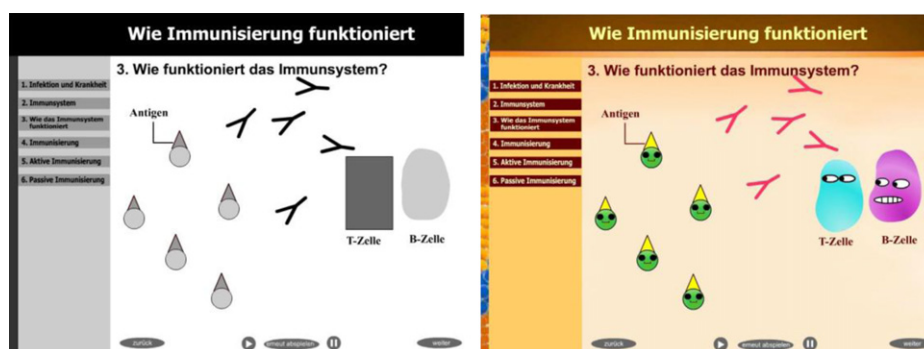 Wie Immunisierung funktioniert
3. Wie funktioniert das Immunsystem?
1. Infektion und Krankheit
2. Immunsystem
3. Wie das Immunsystem
funktioniert
4. Immunisierung
5. Aktive Immunisierung
6. Passive Immunisierung
Antigen
T-Zelle
B-Zelle
zurück
erneut abspielen
weiter
Wie Immunisierung funktioniert
3. Wie funktioniert das Immunsystem?
1. Infektion und Krankheit
2. Immunsystem
3. Wie das Immunsystem
funktioniert
4. Immunisierung
5. Aktive Immunisierung
6. Passive Immunisierung
Antigen
T-Zelle
B-Zelle
zurück
erneut abspielen
weiter